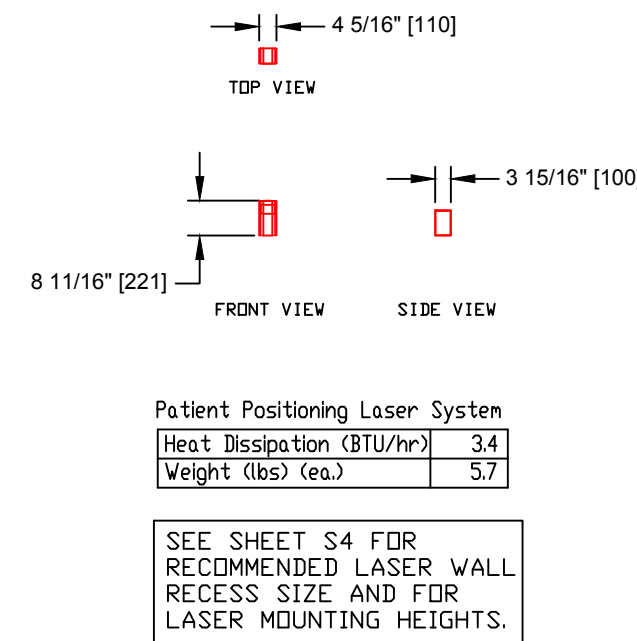 4 5/16" [110]
TOP VIEW
3 15/16" [100]
8 11/16" [221]
FRONT VIEW SIDE VIEW
Patient Positioning Laser System
Heat Dissipation (BTU/hr) 3.4
Weight (lbs) (ea.) 5.7
SEE SHEET S4 FOR
RECOMMENDED LASER WALL
RECESS SIZE AND FOR
LASER MOUNTING HEIGHTS.